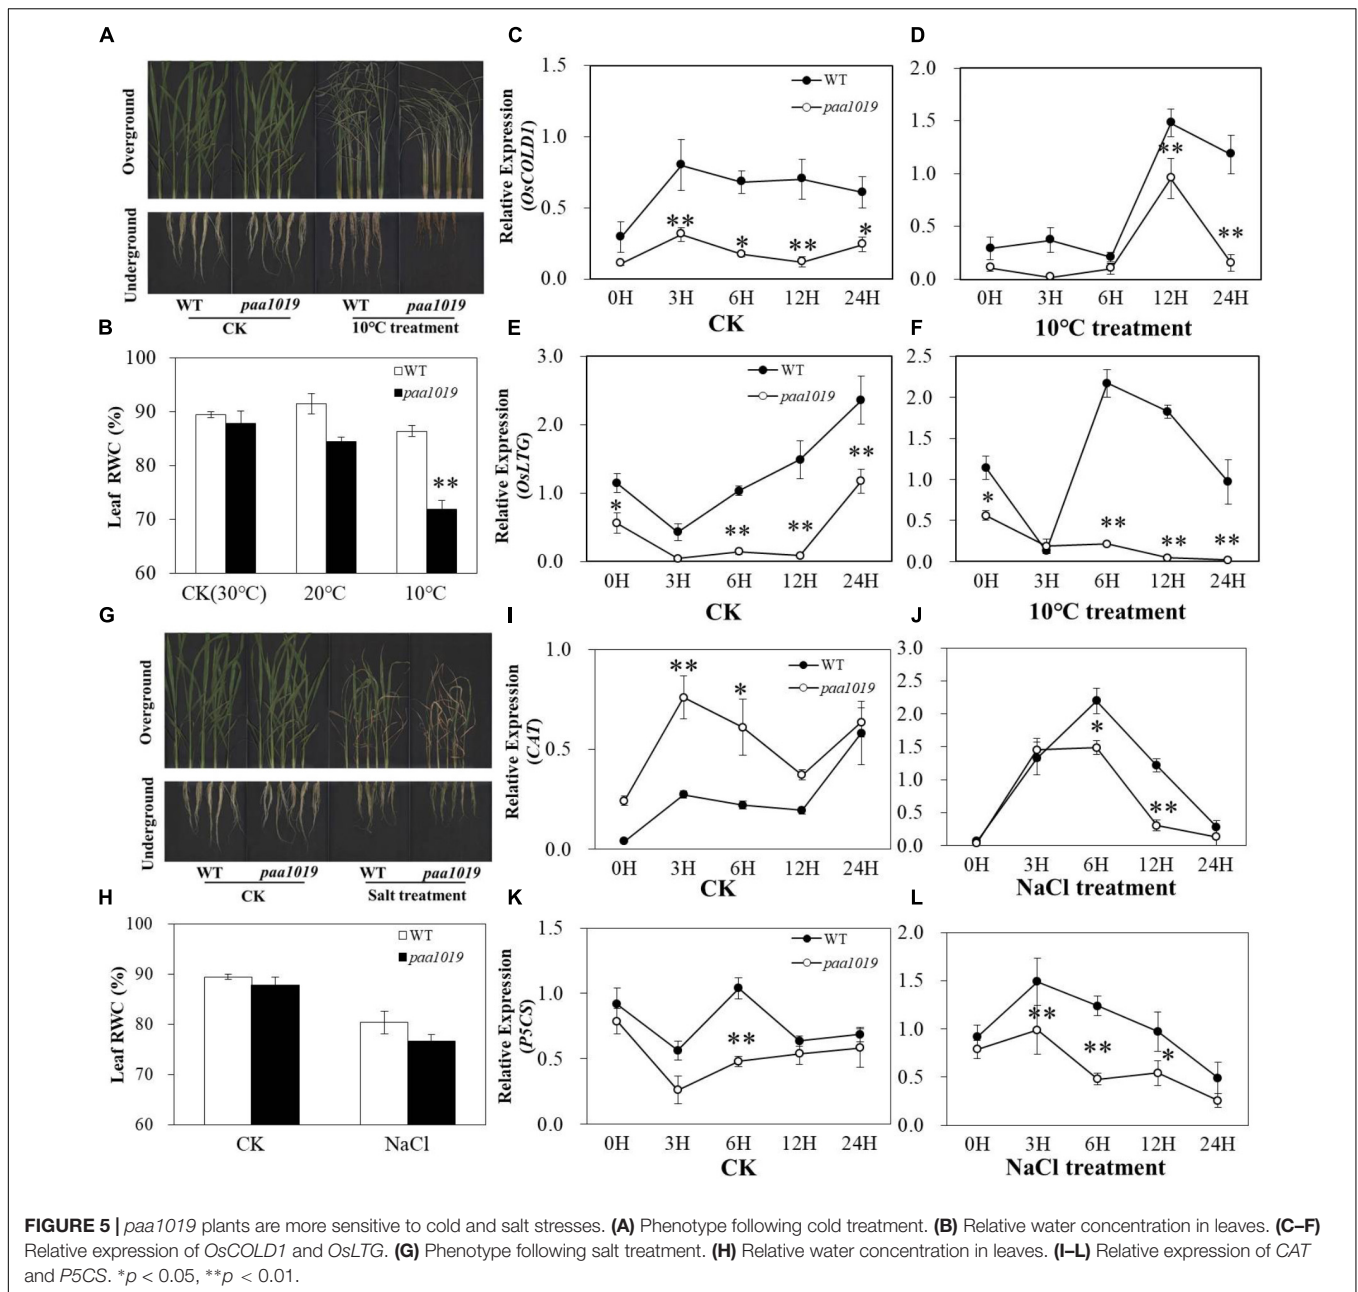 A
Overground
Underground
WT paa1019 WT paa1019
CK 10°C treatment
B
100
90
80
70
60
Leaf RWC (%)
WT
paa1019
**
CK(30°C) 20°C 10°C
C
1.5
1.0
0.5
0.0
Relative Expression
(OsCOLD1)
WT
paa1019
** * ** *
0H 3H 6H 12H 24H
CK
D
2.0
1.5
1.0
0.5
0.0
** **
0H 3H 6H 12H 24H
10°C treatment
E
3.0
2.0
1.0
0.0
Relative Expression
(OsLTG)
WT
paa1019
* ** ** **
0H 3H 6H 12H 24H
CK
F
2.5
2.0
1.5
1.0
0.5
0.0
* ** ** **
0H 3H 6H 12H 24H
10°C treatment
G
Overground
Underground
WT paa1019 WT paa1019
CK Salt treatment
H
100
90
80
70
60
Leaf RWC (%)
WT
paa1019
CK NaCl
I
1.0
0.5
0.0
Relative Expression
(CAT)
WT
paa1019
** *
0H 3H 6H 12H 24H
CK
J
3.0
2.5
2.0
1.5
1.0
0.5
0.0
* **
0H 3H 6H 12H 24H
NaCl treatment
K
1.5
1.0
0.5
0.0
Relative Expression
(P5CS)
WT
paa1019
**
0H 3H 6H 12H 24H
CK
L
2.0
1.5
1.0
0.5
0.0
** ** *
0H 3H 6H 12H 24H
NaCl treatment
FIGURE 5 | paa1019 plants are more sensitive to cold and salt stresses. (A) Phenotype following cold treatment. (B) Relative water concentration in leaves. (C–F)
Relative expression of OsCOLD1 and OsLTG. (G) Phenotype following salt treatment. (H) Relative water concentration in leaves. (I–L) Relative expression of CAT
and P5CS. *p < 0.05, **p < 0.01.